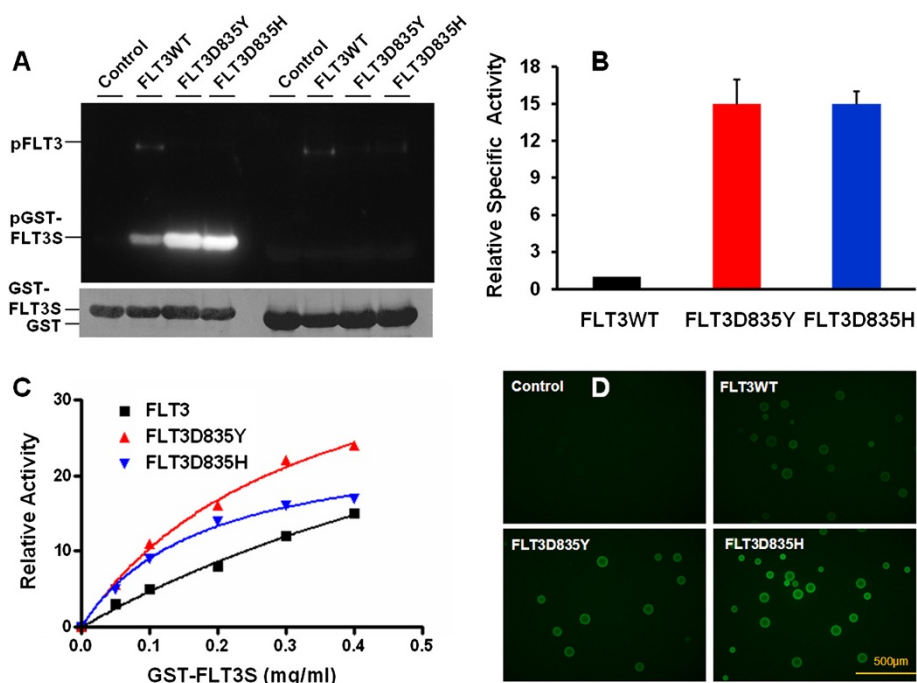 A
Control
FLT3WT
FLT3D835Y
FLT3D835H
Control
FLT3WT
FLT3D835Y
FLT3D835H
pFLT3
pGST-
FLT3S
GST-
FLT3S
GST
B
Relative Specific Activity
18
15
12
9
6
3
0
FLT3WT
FLT3D835Y
FLT3D835H
C
Relative Activity
30
20
10
0
FLT3
FLT3D835Y
FLT3D835H
0.0
0.1
0.2
0.3
0.4
0.5
GST-FLT3S (mg/ml)
Control
D
FLT3WT
FLT3D835Y
FLT3D835H
500µm